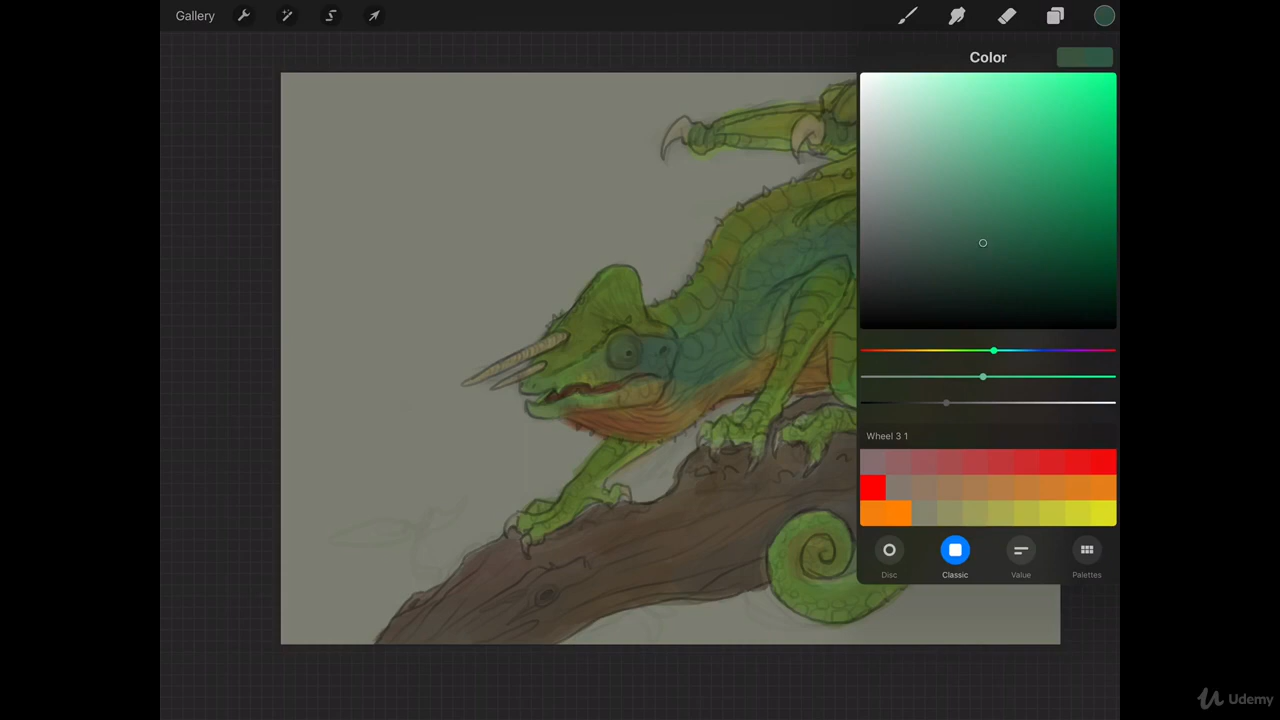 Gallery
Color
Wheel 3 1
Disc
Classic
Value
Palettes
Udemy